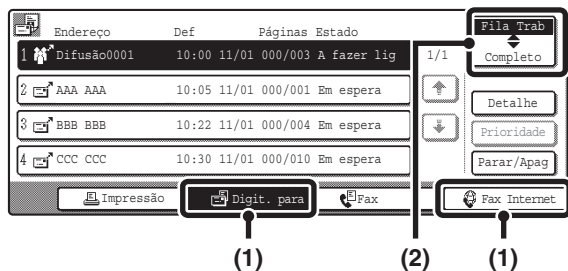 Endereço Def Páginas Estado
1 Difusão0001 10:00 11/01 000/003 A fazer lig
2 AAA AAA 10:05 11/01 000/001 Em espera
3 BBB BBB 10:22 11/01 000/004 Em espera
4 CCC CCC 10:30 11/01 000/010 Em espera
1/1
Fila Trab
Completo
Detalhe
Prioridade
Parar/Apag
Impressão Digit. para Fax Fax Internet
(1) (2) (1)